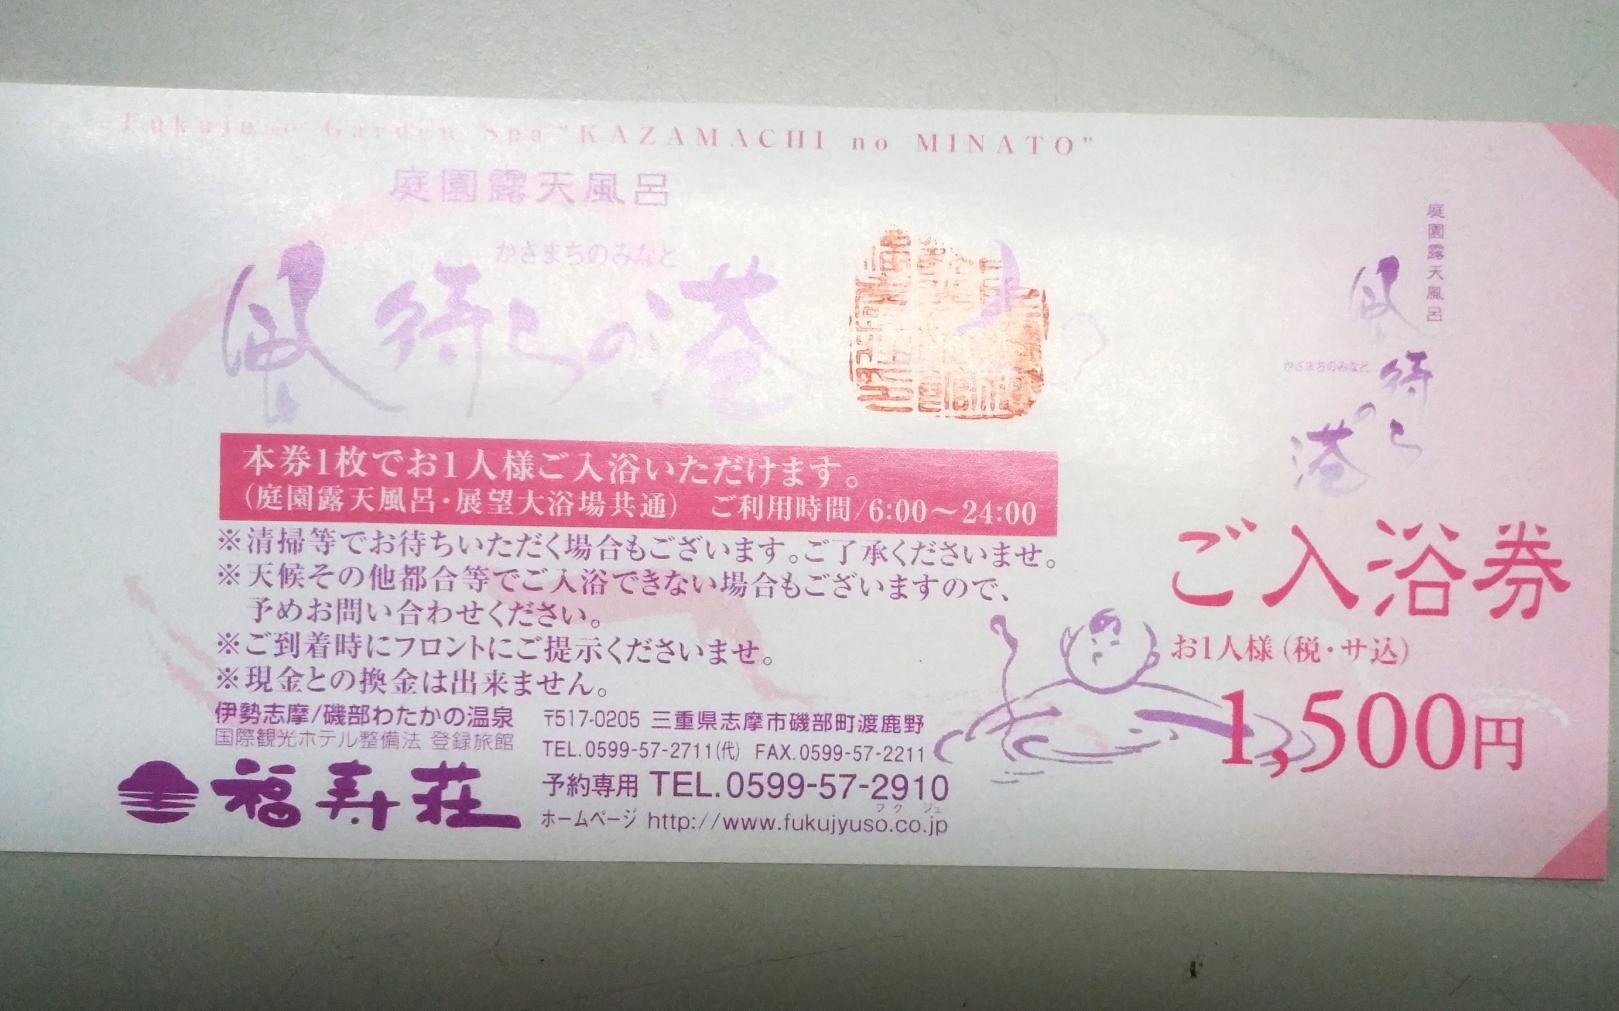 Fukujuso Garden Spa "KAZAMACHI no MINATO"
庭園露天風呂
かざまちのみなと
風待ちの港
本券1枚でお1人様ご入浴いただけます。
(庭園露天風呂・展望大浴場共通) ご利用時間/6:00〜24:00
※清掃等でお待ちいただく場合もございます。ご了承くださいませ。
※天候その他都合等でご入浴できない場合もございますので、
予めお問い合わせください。
※ご到着時にフロントにご提示くださいませ。
※現金との換金は出来ません。
伊勢志摩/磯部わたかの温泉
国際観光ホテル整備法 登録旅館
福寿荘
〒517-0205 三重県志摩市磯部町渡鹿野
TEL.0599-57-2711(代) FAX.0599-57-2211
予約専用 TEL.0599-57-2910
フク ジュ
ホームページ http://www.fukujyuso.co.jp
庭園露天風呂
風待ちの港
かざまちのみなと
ご入浴券
お1人様(税・サ込)
1,500円